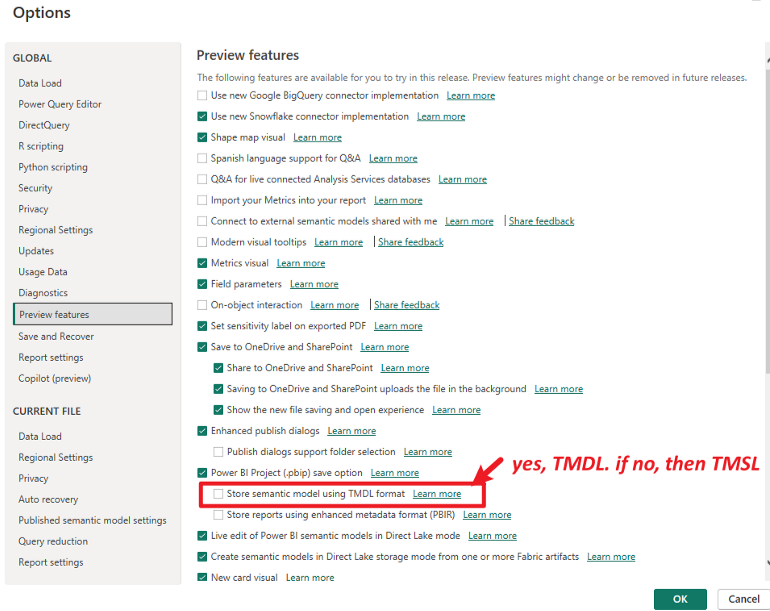 Options
GLOBAL
Data Load
Power Query Editor
DirectQuery
R scripting
Python scripting
Security
Privacy
Regional Settings
Updates
Usage Data
Diagnostics
Preview features
Save and Recover
Report settings
Copilot (preview)
CURRENT FILE
Data Load
Regional Settings
Privacy
Auto recovery
Published semantic model settings
Query reduction
Report settings
Preview features
The following features are available for you to try in this release. Preview features might change or be removed in future releases.
Use new Google BigQuery connector implementation Learn more
Use new Snowflake connector implementation Learn more
Shape map visual Learn more
Spanish language support for Q&A Learn more
Q&A for live connected Analysis Services databases Learn more
Import your Metrics into your report Learn more
Connect to external semantic models shared with me Learn more | Share feedback
Modern visual tooltips Learn more | Share feedback
Metrics visual Learn more
Field parameters Learn more
On-object interaction Learn more | Share feedback
Set sensitivity label on exported PDF Learn more
Save to OneDrive and SharePoint Learn more
Share to OneDrive and SharePoint Learn more
Saving to OneDrive and SharePoint uploads the file in the background Learn more
Show the new file saving and open experience Learn more
Enhanced publish dialogs Learn more
Publish dialogs support folder selection Learn more
Power BI Project (.pbip) save option Learn more
yes, TMDL. if no, then TMSL
Store semantic model using TMDL format Learn more
Store reports using enhanced metadata format (PBIR) Learn more
Live edit of Power BI semantic models in Direct Lake mode Learn more
Create semantic models in Direct Lake storage mode from one or more Fabric artifacts Learn more
New card visual Learn more
OK
Cancel